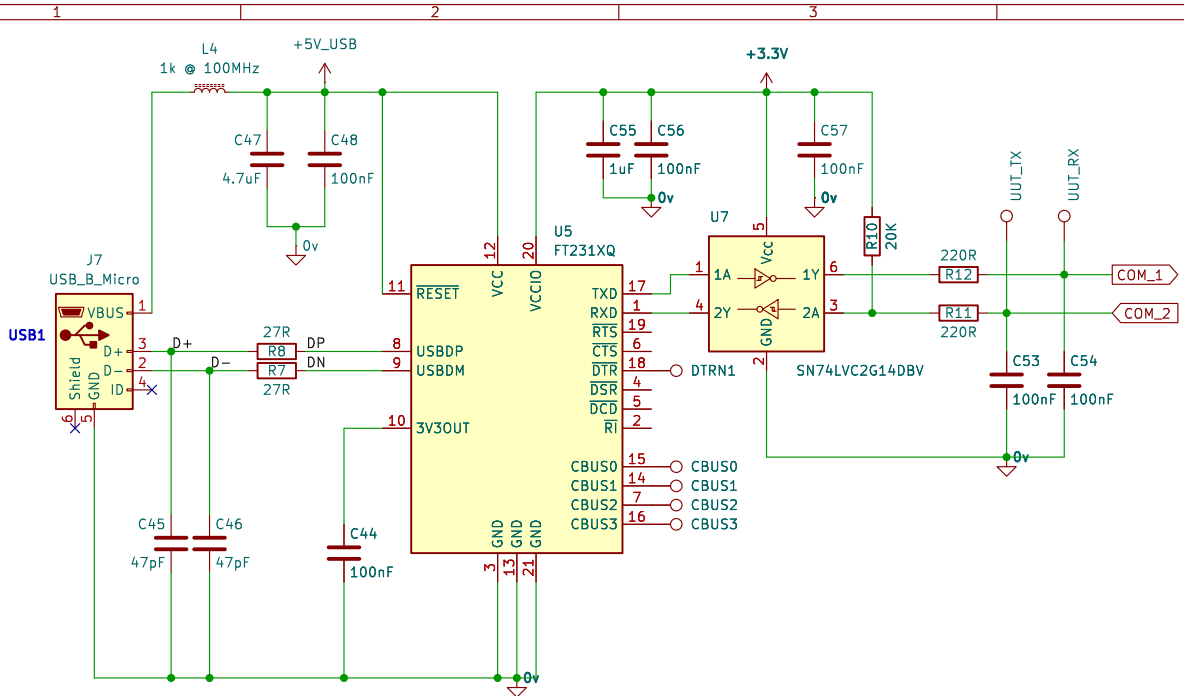 1
2
3
L4
1k @ 100MHz
+5V_USB
+3.3V
C47
4.7uF
C48
100nF
0v
C55
1uF
C56
100nF
0v
C57
100nF
0v
UUT_TX
UUT_RX
R10
20K
J7
USB_B_Micro
USB1
VBUS
1
D+
3
D-
2
ID
4
Shield
GND
6
5
D+
D-
27R
R8
DP
R7
DN
27R
U5
FT231XQ
12
VCC
20
VCCIO
11
RESET
8
USBDP
9
USBDM
10
3V3OUT
TXD
17
RXD
1
RTS
19
CTS
6
DTR
18
DTRN1
DSR
4
DCD
5
RI
2
CBUS0
15
CBUS0
CBUS1
14
CBUS1
CBUS2
7
CBUS2
CBUS3
16
CBUS3
GND
GND
GND
3
13
21
0v
U7
5
Vcc
1
1A
1Y
6
4
2Y
2A
3
GND
2
SN74LVC2G14DBV
220R
R12
R11
220R
COM_1
COM_2
C53
100nF
C54
100nF
0v
C45
47pF
C46
47pF
C44
100nF